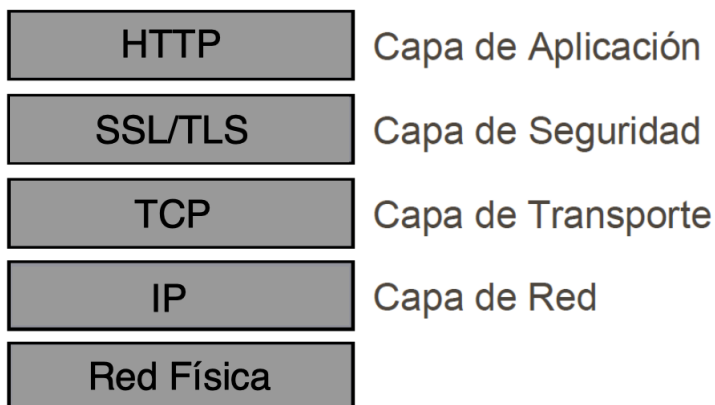 HTTP Capa de Aplicación
SSL/TLS Capa de Seguridad
TCP Capa de Transporte
IP Capa de Red
Red Física